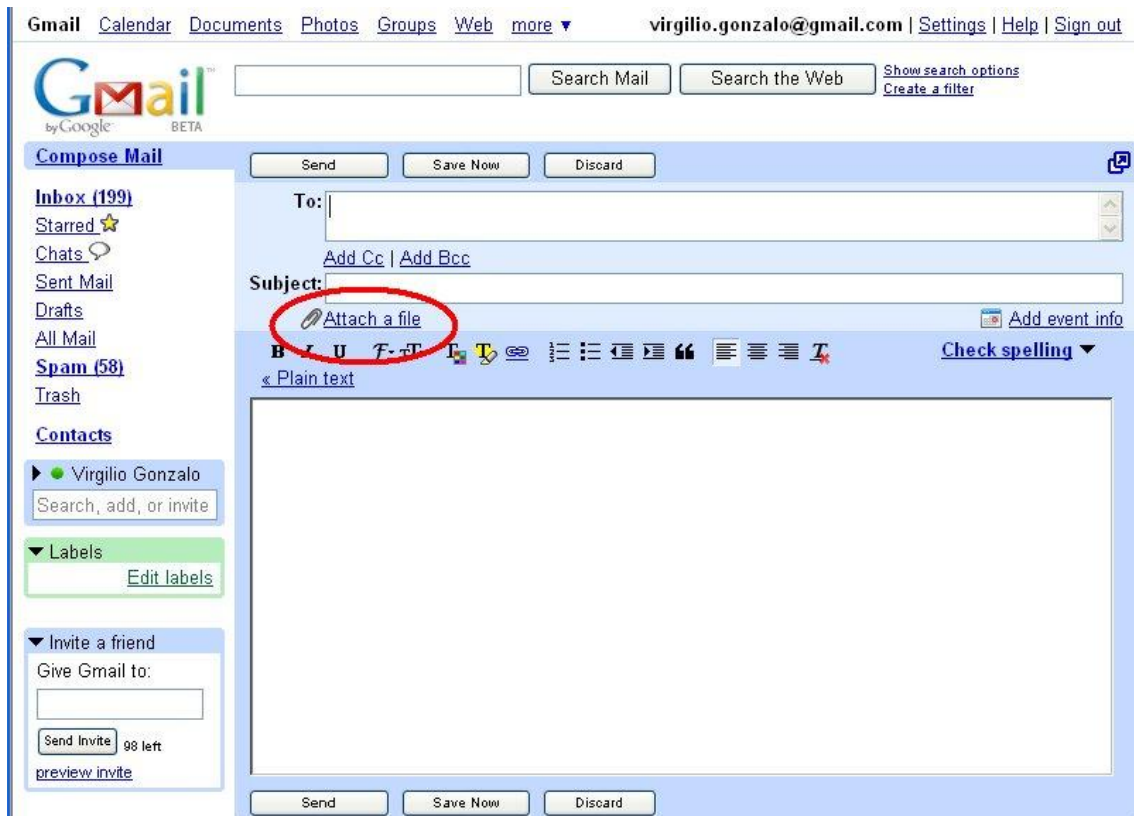 Gmail Calendar Documents Photos Groups Web more ▼ virgilio.gonzalo@gmail.com | Settings | Help | Sign out
Gmail™
by Google BETA
Search Mail Search the Web Show search options
Create a filter
Compose Mail
Send Save Now Discard
Inbox (199)
Starred
Chats
Sent Mail
Drafts
All Mail
Spam (58)
Trash
Contacts
To:
Add Cc | Add Bcc
Subject:
Attach a file Add event info
B I U F T T T Check spelling ▼
« Plain text
Virgilio Gonzalo
Search, add, or invite
Labels
Edit labels
Invite a friend
Give Gmail to:
Send Invite 98 left
preview invite
Send Save Now Discard